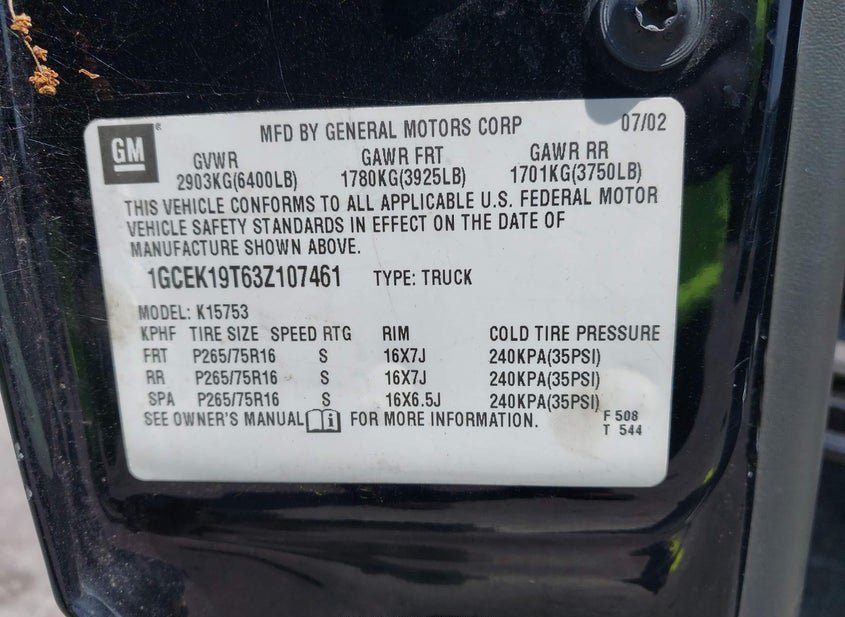 GM® MFD BY GENERAL MOTORS CORP 07/02
GVWR GAWR FRT GAWR RR
2903KG(6400LB) 1780KG(3925LB) 1701KG(3750LB)
THIS VEHICLE CONFORMS TO ALL APPLICABLE U.S. FEDERAL MOTOR
VEHICLE SAFETY STANDARDS IN EFFECT ON THE DATE OF
MANUFACTURE SHOWN ABOVE.
1GCEK19T63Z107461 TYPE: TRUCK
MODEL: K15753
KPHF TIRE SIZE SPEED RTG RIM COLD TIRE PRESSURE
FRT P265/75R16 S 16X7J 240KPA(35PSI)
RR P265/75R16 S 16X7J 240KPA(35PSI)
SPA P265/75R16 S 16X6.5J 240KPA(35PSI)
SEE OWNER'S MANUAL i FOR MORE INFORMATION. F 508
T 544